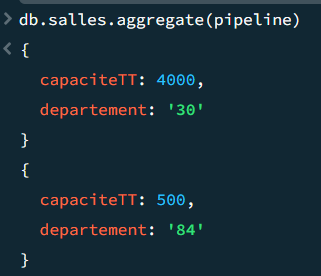 > db.salles.aggregate(pipeline)
< {
capaciteTT: 4000,
departement: '30'
}
{
capaciteTT: 500,
departement: '84'
}